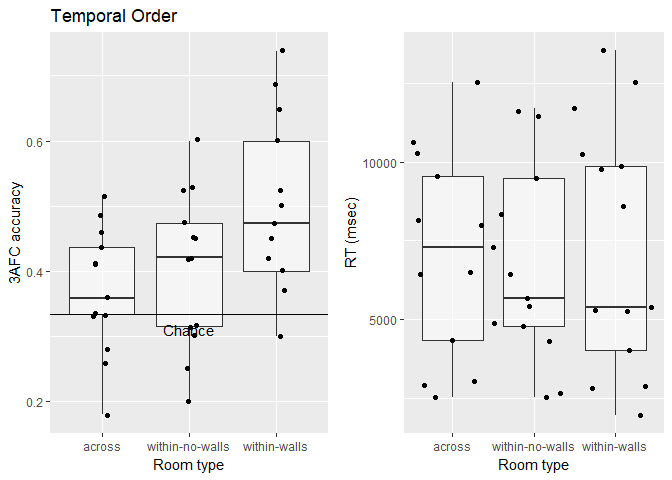 Temporal Order
3AFC accuracy
0.6
0.4
0.2
Chance
across within-no-walls within-walls
Room type
RT (msec)
10000
5000
across within-no-walls within-walls
Room type